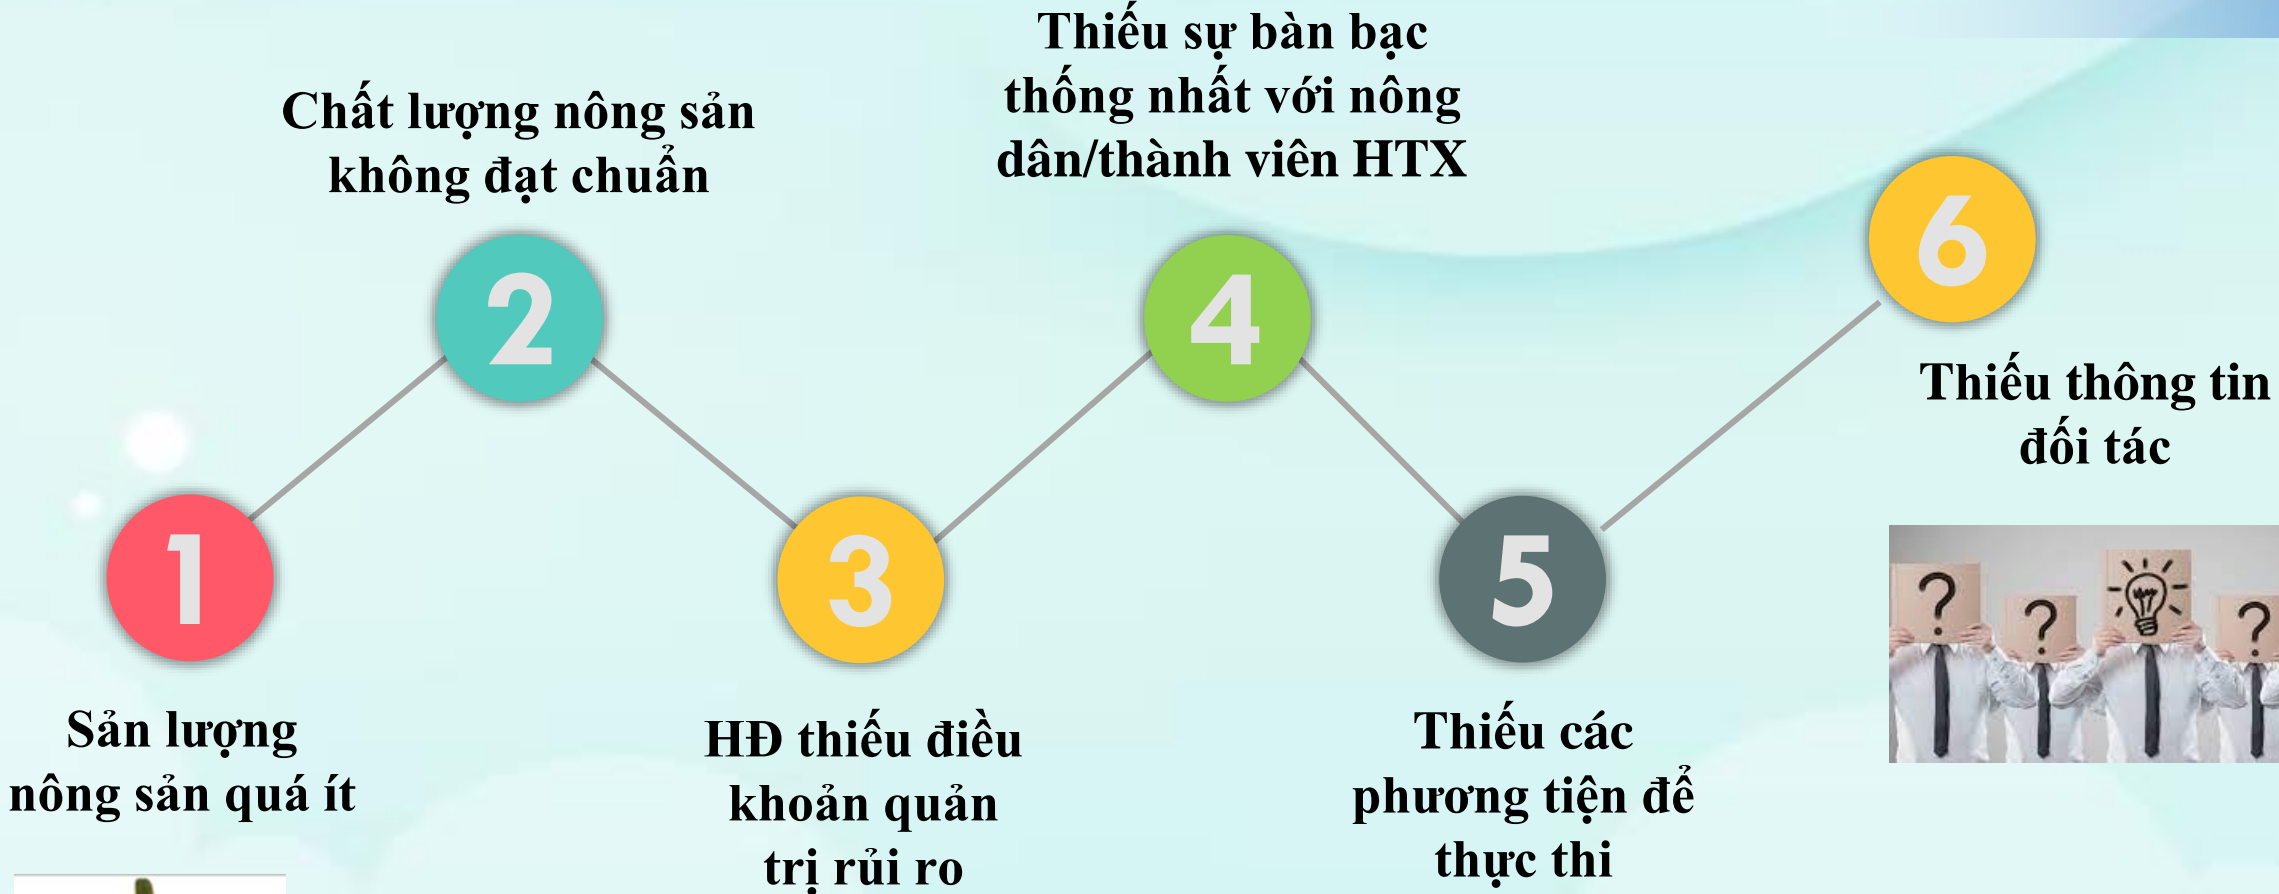 1
Sản lượng
nông sản quá ít
2
Chất lượng nông sản
không đạt chuẩn
3
HĐ thiếu điều
khoản quản
trị rủi ro
4
Thiếu sự bàn bạc
thống nhất với nông
dân/thành viên HTX
5
Thiếu các
phương tiện để
thực thi
6
Thiếu thông tin
đối tác
? ? ?